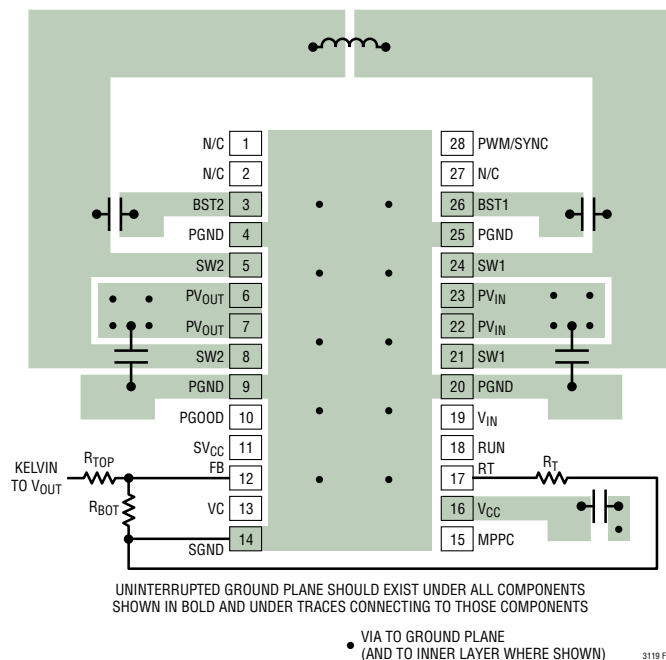 N/C 1
28 PWM/SYNC
N/C 2
27 N/C
BST2 3
26 BST1
PGND 4
25 PGND
SW2 5
24 SW1
PVOUT 6
23 PVIN
PVOUT 7
22 PVIN
SW2 8
21 SW1
PGND 9
20 PGND
PGOOD 10
19 VIN
SVCC 11
18 RUN
KELVIN
TO VOUT
RTOP
FB 12
17 RT
RT
RBOT
VC 13
16 VCC
14
SGND
15 MPPC
UNINTERRUPTED GROUND PLANE SHOULD EXIST UNDER ALL COMPONENTS
SHOWN IN BOLD AND UNDER TRACES CONNECTING TO THOSE COMPONENTS
VIA TO GROUND PLANE
(AND TO INNER LAYER WHERE SHOWN)
3119 F